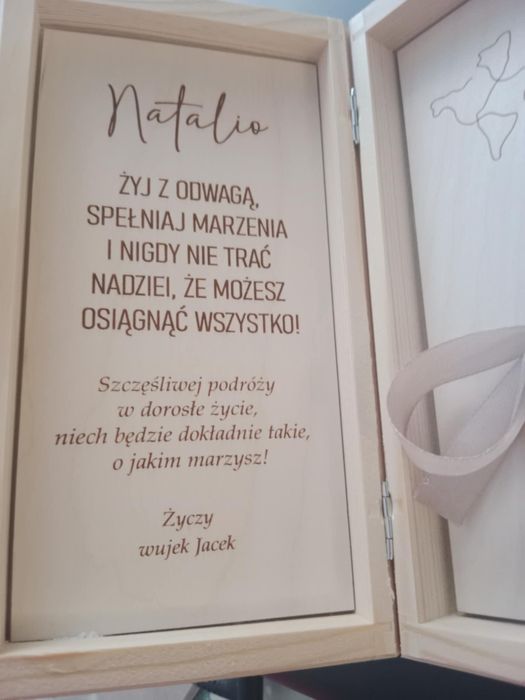 Natalio
ŻYJ Z ODWAGĄ,
SPEŁNIAJ MARZENIA
I NIGDY NIE TRAĆ
NADZIEI, ŻE MOŻESZ
OSIĄGNĄĆ WSZYSTKO!
Szczęśliwej podróży
w dorosłe życie,
niech będzie dokładnie takie,
o jakim marzysz!
Życzy
wujek Jacek